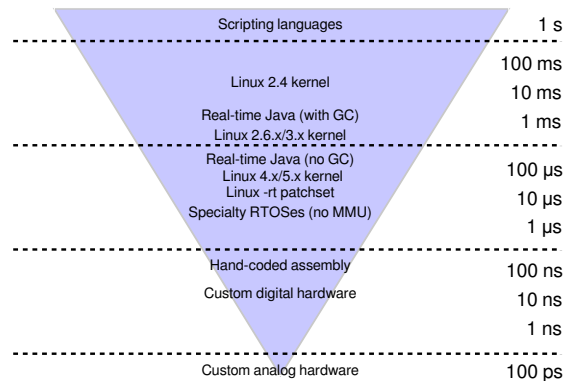 Scripting languages 1 s
100 ms
Linux 2.4 kernel
10 ms
Real-time Java (with GC) 1 ms
Linux 2.6.x/3.x kernel
Real-time Java (no GC)
100 µs
Linux 4.x/5.x kernel
Linux -rt patchset
10 µs
Specialty RTOSes (no MMU)
1 µs
Hand-coded assembly 100 ns
Custom digital hardware 10 ns
1 ns
Custom analog hardware 100 ps